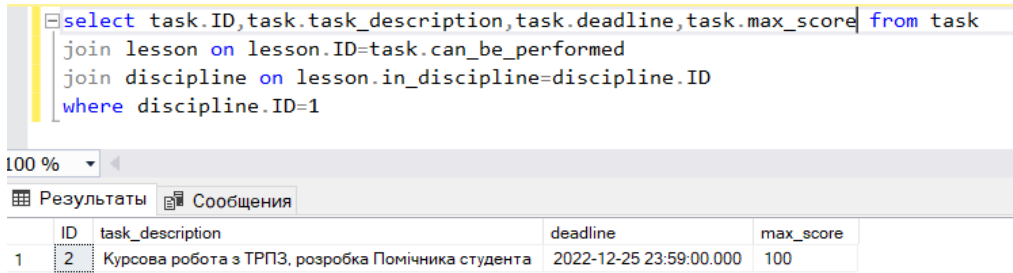 select task.ID,task.task_description,task.deadline,task.max_score from task
join lesson on lesson.ID=task.can_be_performed
join discipline on lesson.in_discipline=discipline.ID
where discipline.ID=1
100 %
Результаты Сообщения
ID task_description deadline max_score
1 2 Курсова робота з ТРПЗ, розробка Помічника студента 2022-12-25 23:59:00.000 100